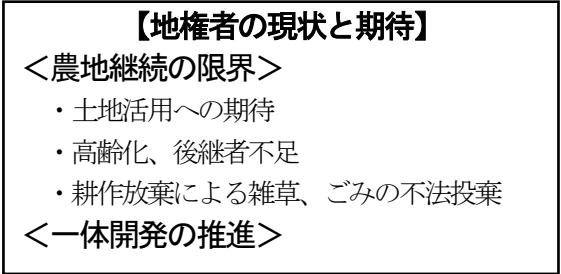 【地権者の現状と期待】
＜農地継続の限界＞
・土地活用への期待
・高齢化、後継者不足
・耕作放棄による雑草、ごみの不法投棄
＜一体開発の推進＞